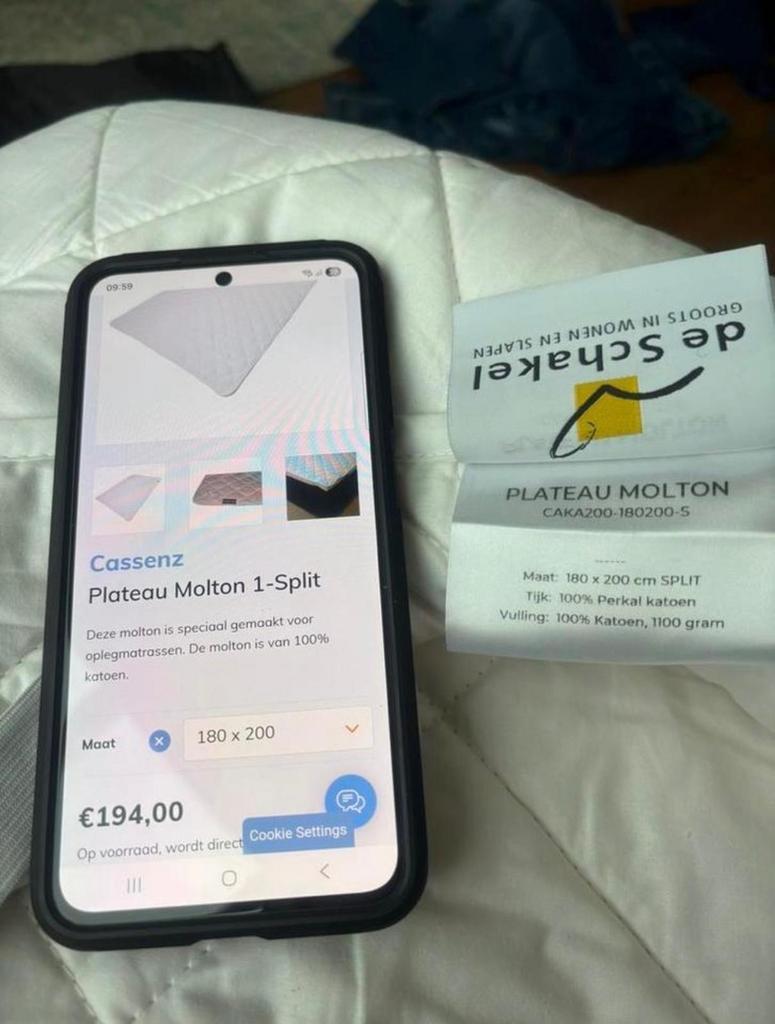 09:59
Cassenz
Plateau Molton 1-Split
Deze molton is speciaal gemaakt voor
oplegmatrassen. De molton is van 100%
katoen.
Maat
180 x 200
€194,00
Cookie Settings
Op voorraad, wordt direct
de Schakel
GROOTS IN WONEN EN SLAPEN
PLATEAU MOLTON
CAKA200-180200-S
------
Maat: 180 x 200 cm SPLIT
Tijk: 100% Perkal katoen
Vulling: 100% Katoen, 1100 gram